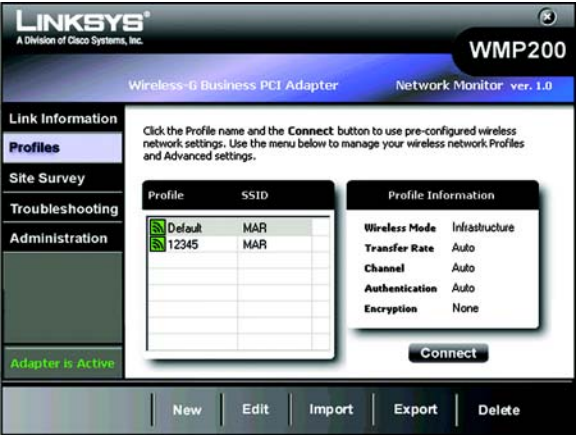 LINKSYS®
A Division of Cisco Systems, Inc.
WMP200
Wireless-G Business PCI Adapter Network Monitor ver. 1.0
Link Information
Profiles
Site Survey
Troubleshooting
Administration
Adapter is Active
Click the Profile name and the Connect button to use pre-configured wireless
network settings. Use the menu below to manage your wireless network Profiles
and Advanced settings.
Profile SSID
Default MAR
12345 MAR
Profile Information
Wireless Mode Infrastructure
Transfer Rate Auto
Channel Auto
Authentication Auto
Encryption None
Connect
New Edit Import Export Delete